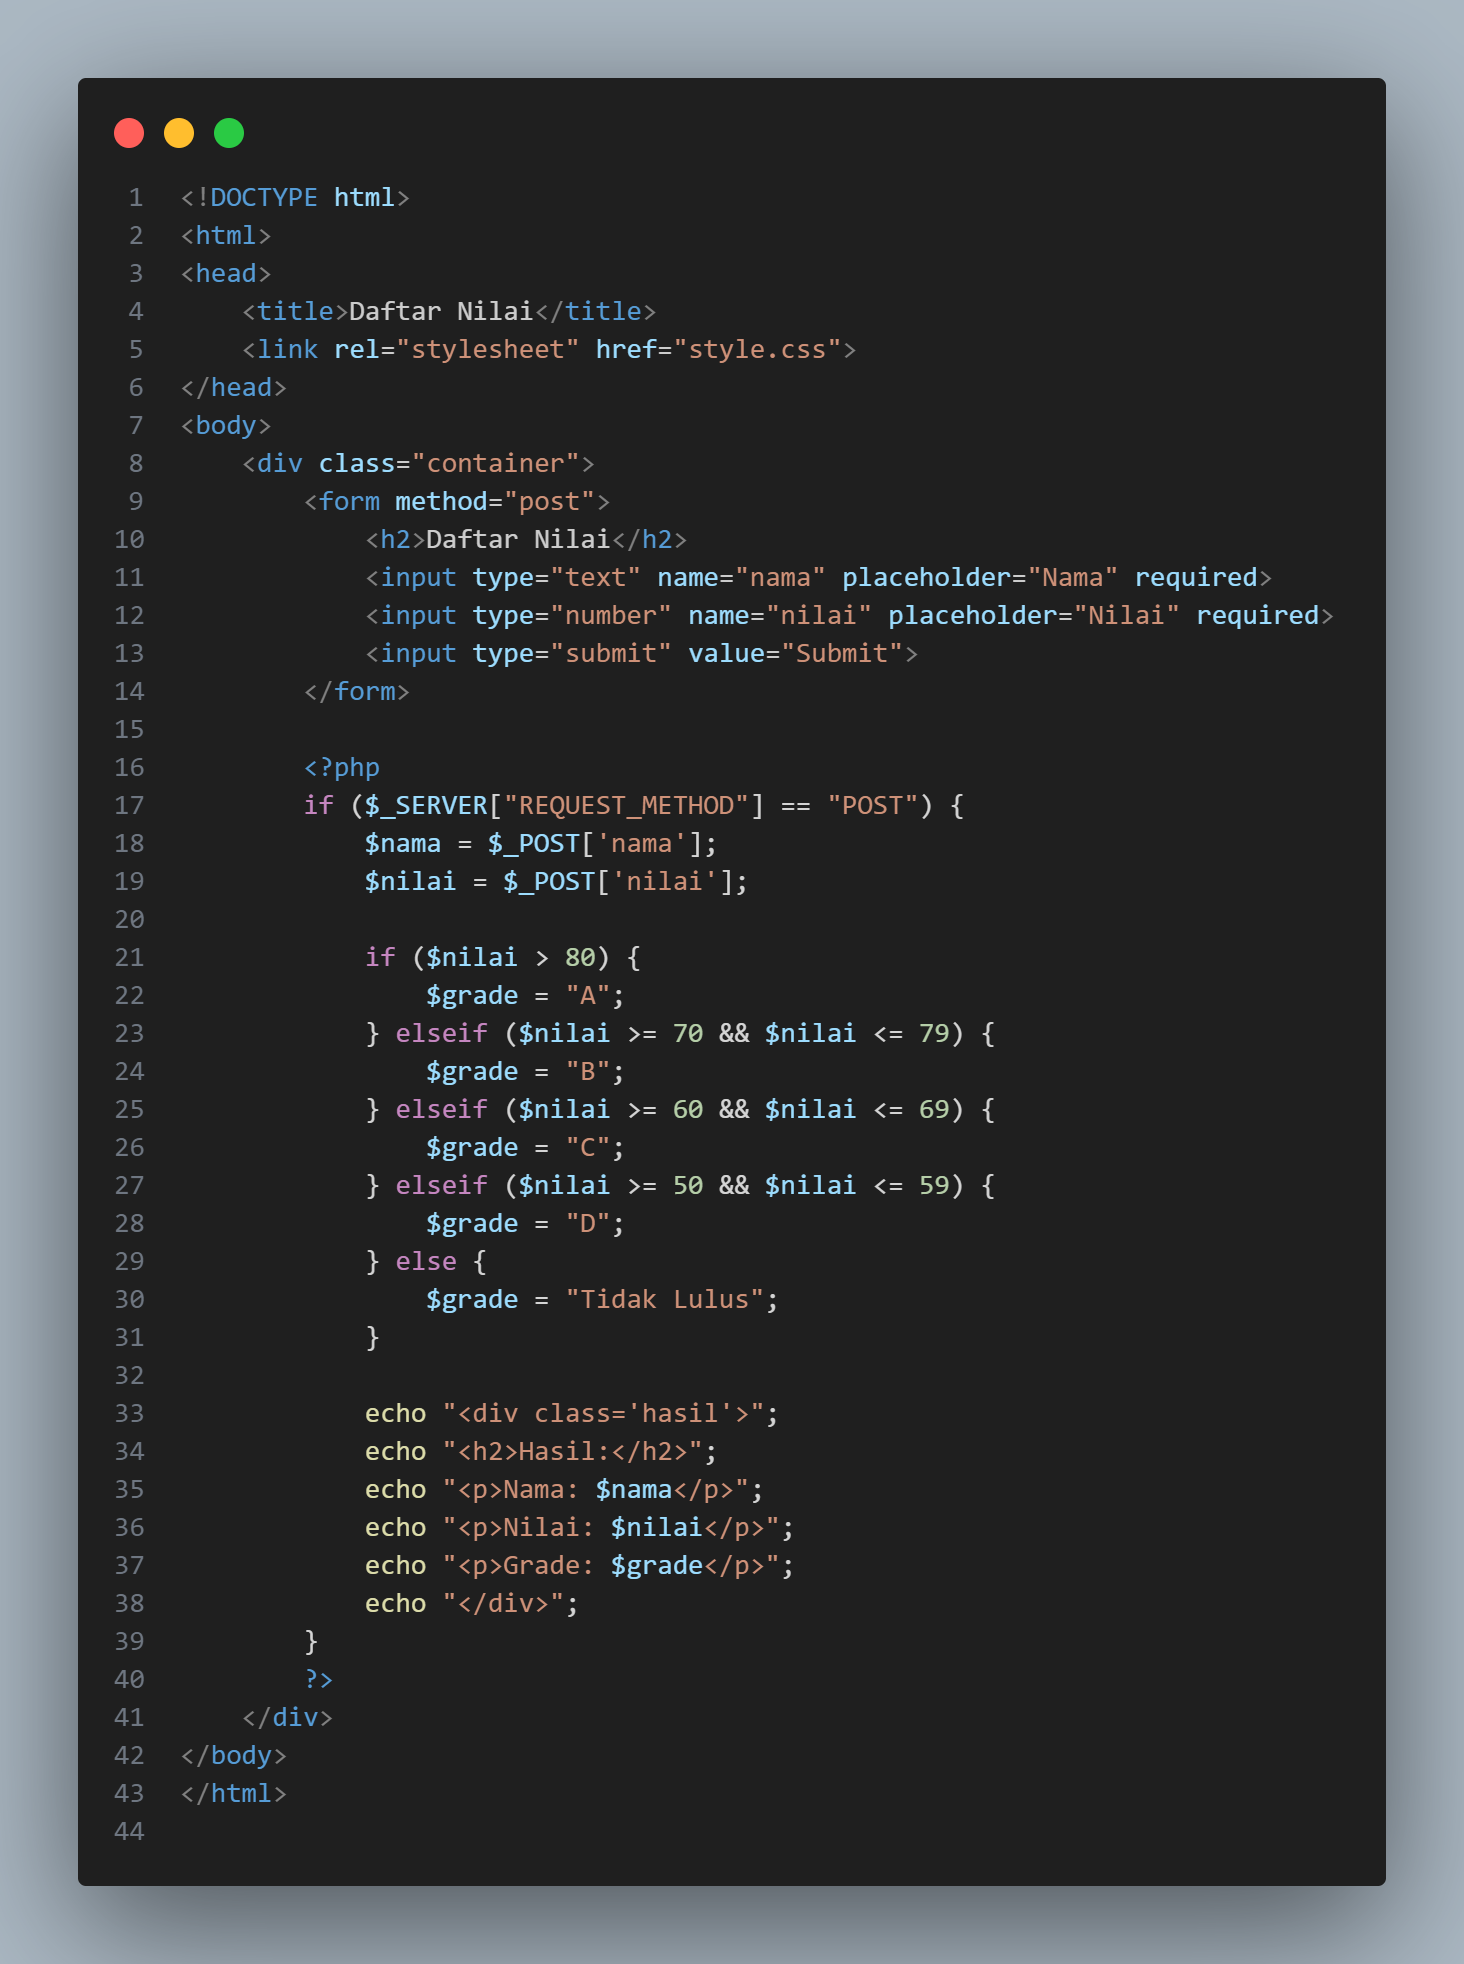 1 <!DOCTYPE html>
2 <html>
3 <head>
4     <title>Daftar Nilai</title>
5     <link rel="stylesheet" href="style.css">
6 </head>
7 <body>
8     <div class="container">
9         <form method="post">
10             <h2>Daftar Nilai</h2>
11             <input type="text" name="nama" placeholder="Nama" required>
12             <input type="number" name="nilai" placeholder="Nilai" required>
13             <input type="submit" value="Submit">
14         </form>
15
16         <?php
17         if ($_SERVER["REQUEST_METHOD"] == "POST") {
18             $nama = $_POST['nama'];
19             $nilai = $_POST['nilai'];
20
21             if ($nilai > 80) {
22                 $grade = "A";
23             } elseif ($nilai >= 70 && $nilai <= 79) {
24                 $grade = "B";
25             } elseif ($nilai >= 60 && $nilai <= 69) {
26                 $grade = "C";
27             } elseif ($nilai >= 50 && $nilai <= 59) {
28                 $grade = "D";
29             } else {
30                 $grade = "Tidak Lulus";
31             }
32
33             echo "<div class='hasil'>";
34             echo "<h2>Hasil:</h2>";
35             echo "<p>Nama: $nama</p>";
36             echo "<p>Nilai: $nilai</p>";
37             echo "<p>Grade: $grade</p>";
38             echo "</div>";
39         }
40         ?>
41     </div>
42 </body>
43 </html>
44